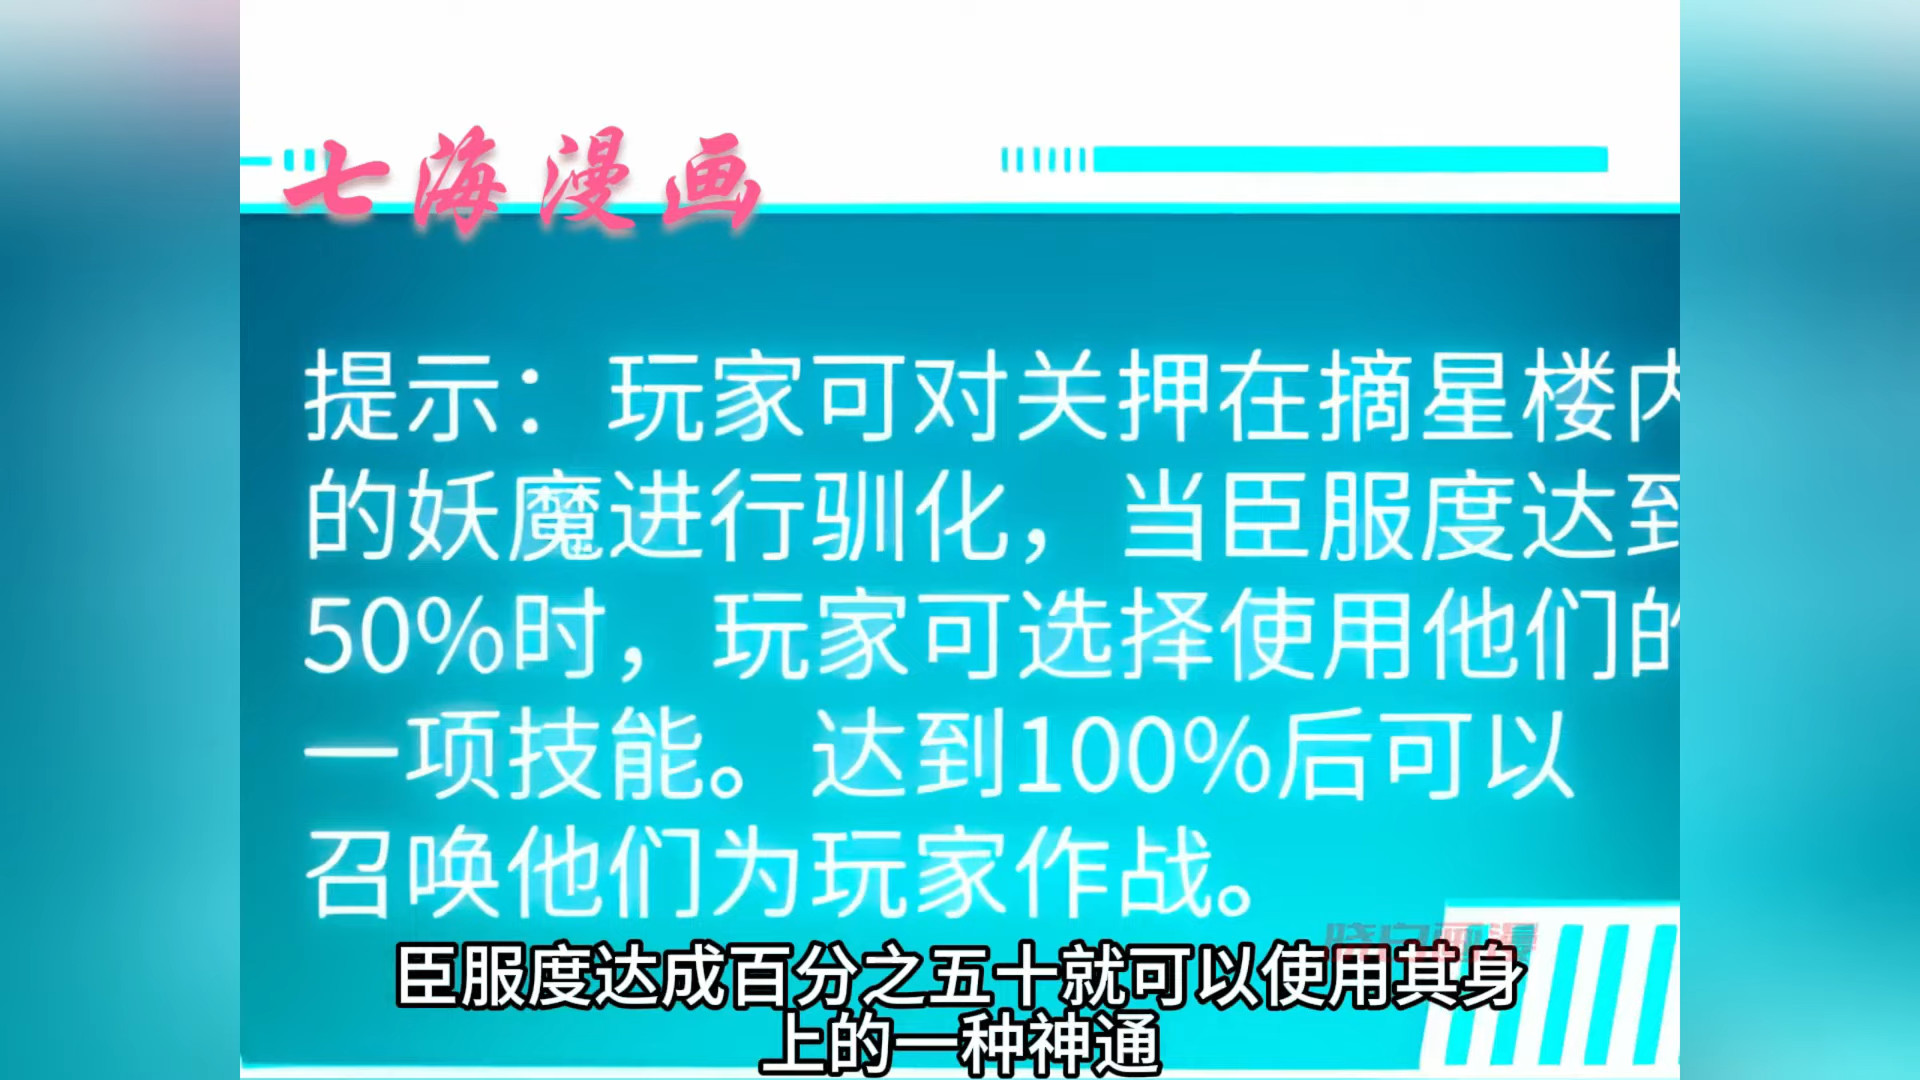 七海漫画
提示：玩家可对关押在摘星楼内
的妖魔进行驯化，当臣服度达到
50%时，玩家可选择使用他们的
一项技能。达到100%后可以
召唤他们为玩家作战。
臣服度达成百分之五十就可以使用其身
上的一种神通